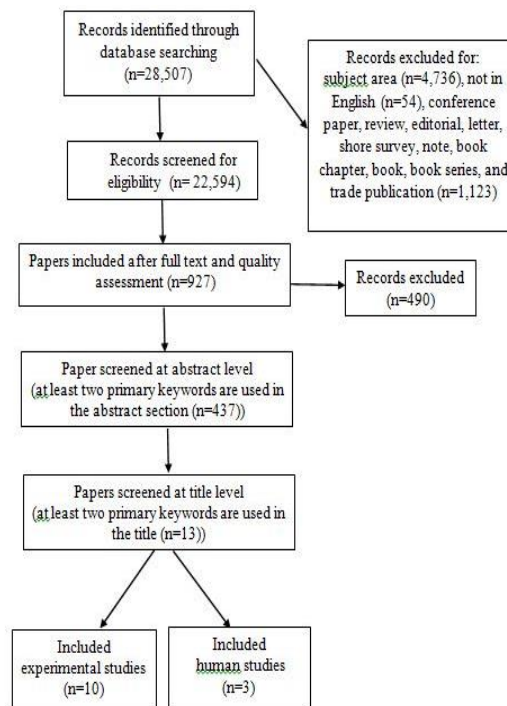 Records identified through
database searching
(n=28,507)
Records excluded for:
subject area (n=4,736), not in
English (n=54), conference
paper, review, editorial, letter,
shore survey, note, book
chapter, book, book series, and
trade publication (n=1,123)
Records screened for
eligibility (n= 22,594)
Papers included after full text and quality
assessment (n=927)
Records excluded
(n=490)
Paper screened at abstract level
(at least two primary keywords are used in
the abstract section (n=437))
Papers screened at title level
(at least two primary keywords are used in
the title (n=13))
Included
experimental studies
(n=10)
Included
human studies
(n=3)